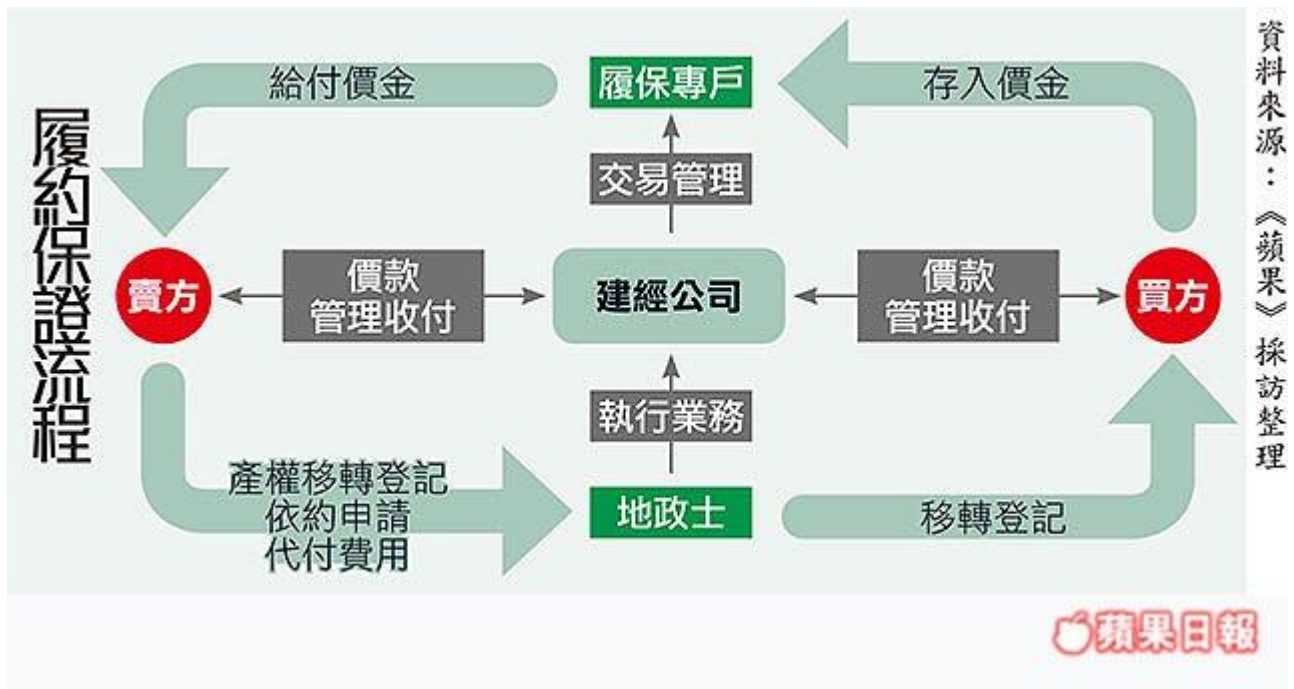 履約保證流程
給付價金
履保專戶
存入價金
交易管理
賣方
價款
管理收付
建經公司
價款
管理收付
買方
執行業務
產權移轉登記
依約申請
代付費用
地政士
移轉登記
資料來源：《蘋果》採訪整理
蘋果日報